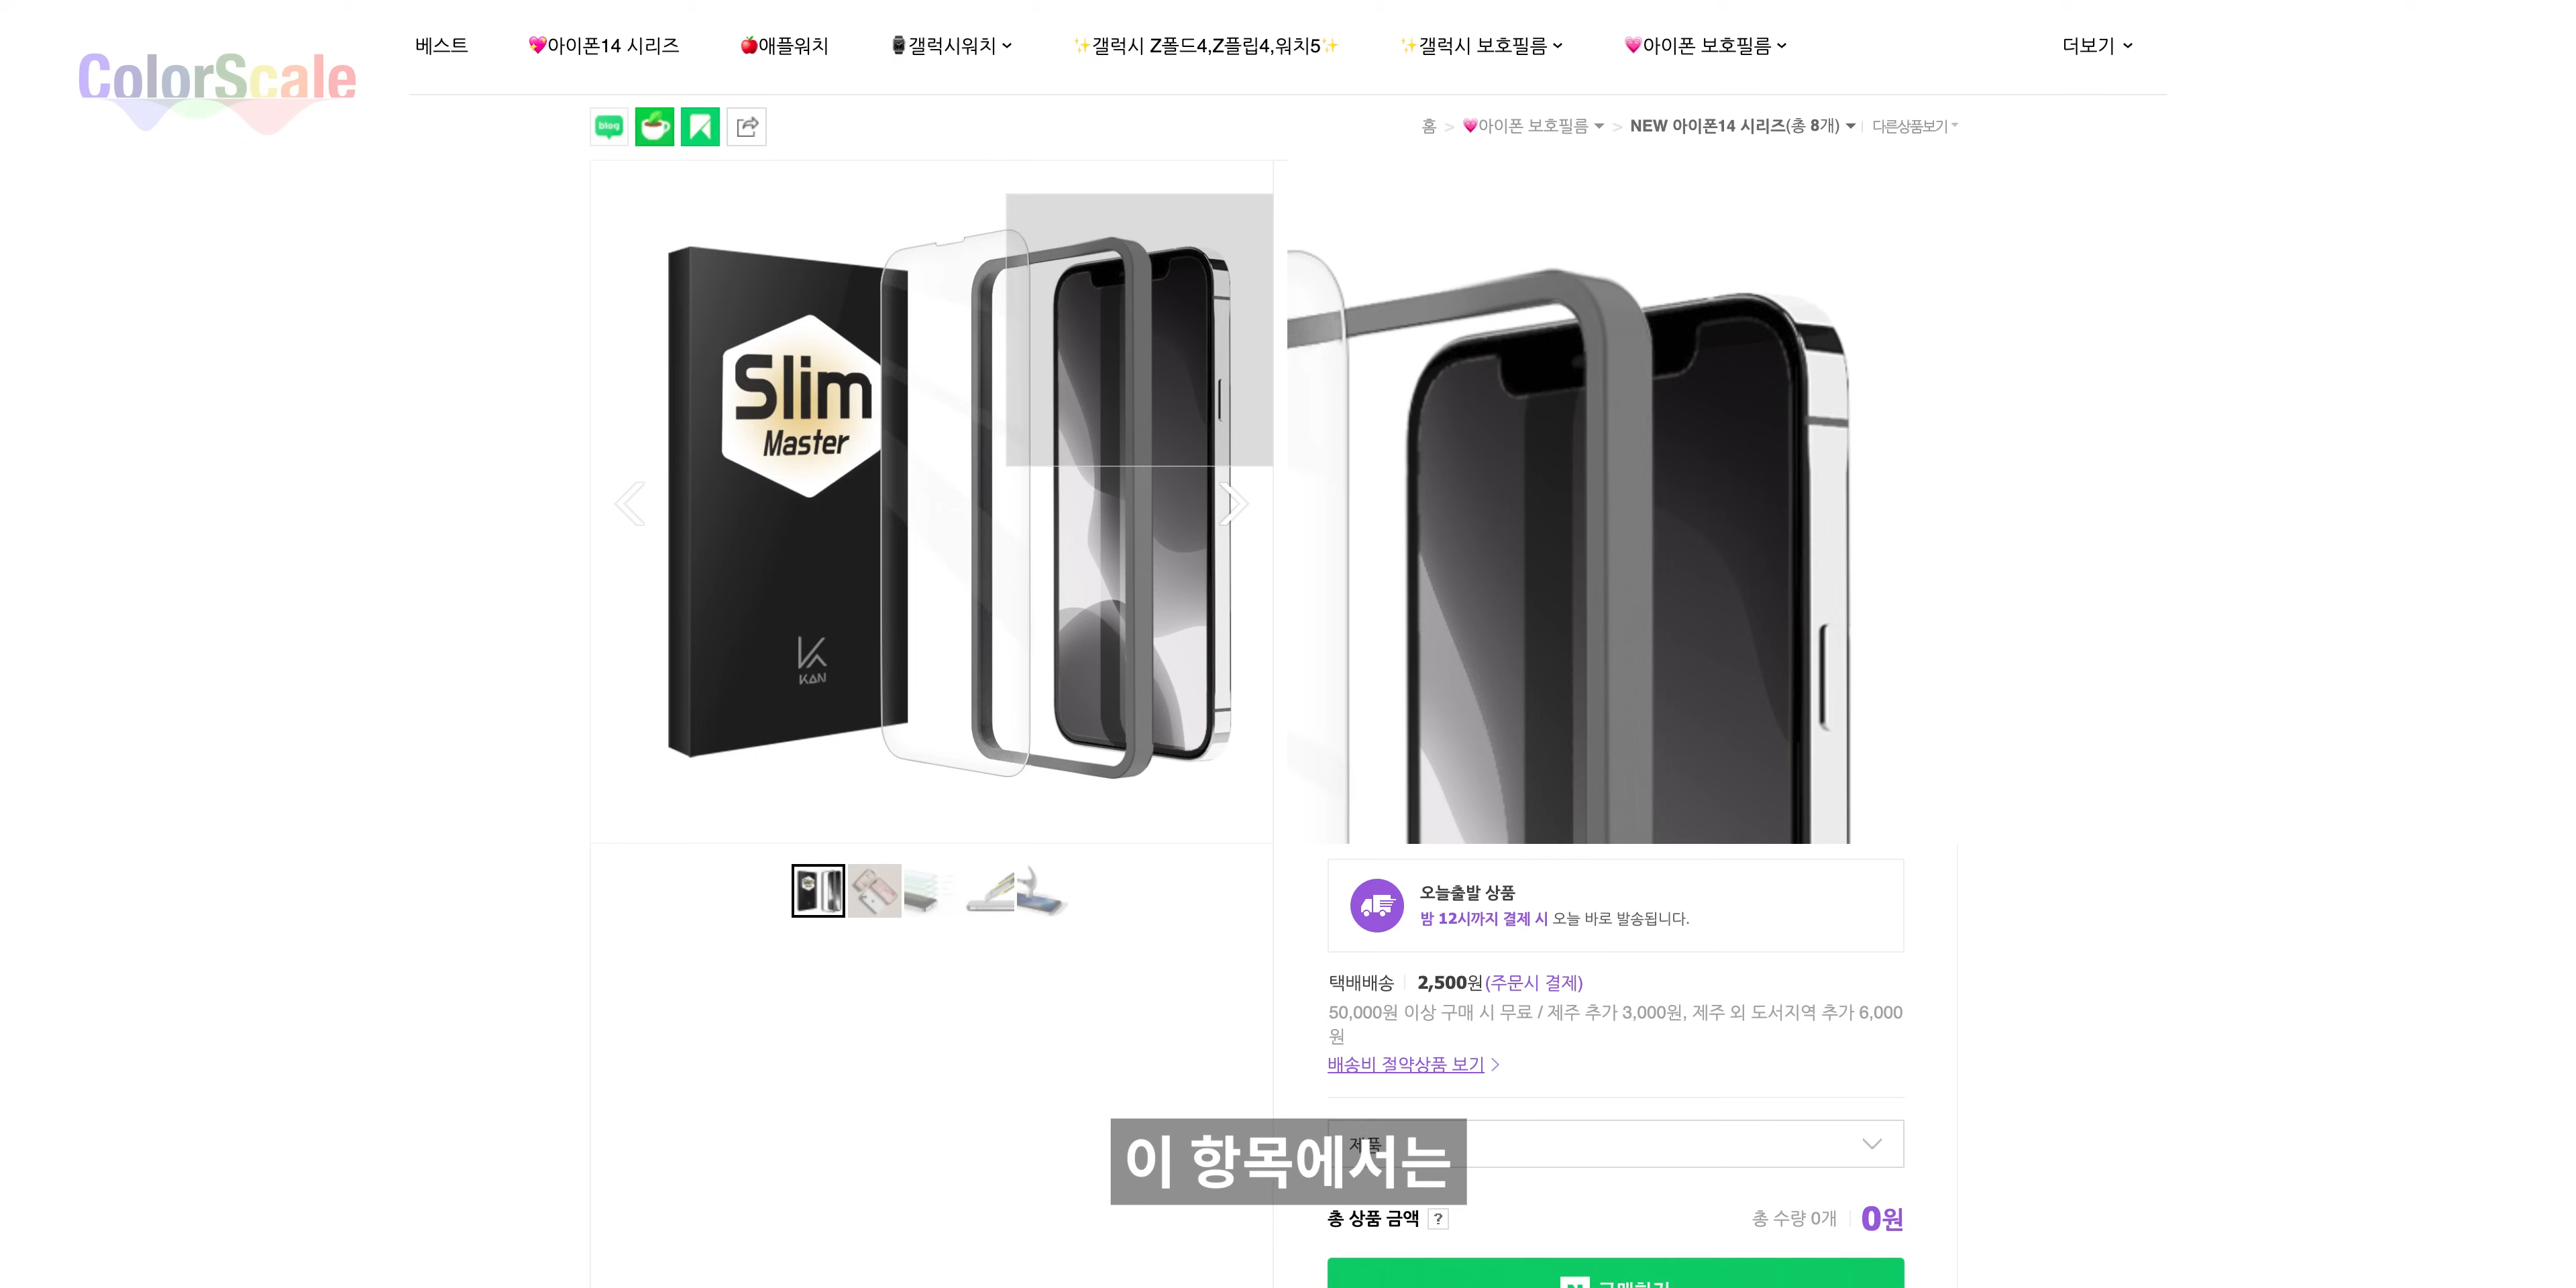 ColorScale
베스트
💖아이폰14 시리즈
🍎애플워치
⌚갤럭시워치
✨갤럭시 Z폴드4,Z플립4,워치5✨
✨갤럭시 보호필름
💗아이폰 보호필름
더보기
blog
홈 > 💗아이폰 보호필름 > NEW 아이폰14 시리즈(총 8개) 다른상품보기
Slim
Master
KAN
오늘출발 상품
밤 12시까지 결제 시 오늘 바로 발송됩니다.
택배배송 2,500원(주문시 결제)
50,000원 이상 구매 시 무료 / 제주 추가 3,000원, 제주 외 도서지역 추가 6,000
원
배송비 절약상품 보기 >
제품
이 항목에서는
총 상품 금액 ?
총 수량 0개 0원
N 구매하기